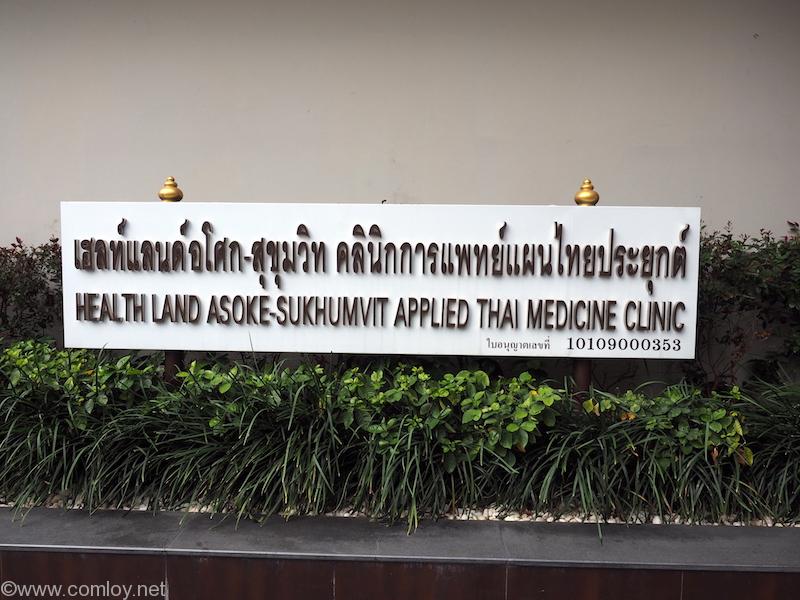 เฮลท์แลนด์อโศก-สุขุมวิท คลินิกการแพทย์แผนไทยประยุกต์
HEALTH LAND ASOKE-SUKHUMVIT APPLIED THAI MEDICINE CLINIC
ใบอนุญาตเลขที่ 10109000353
©www.comloy.net